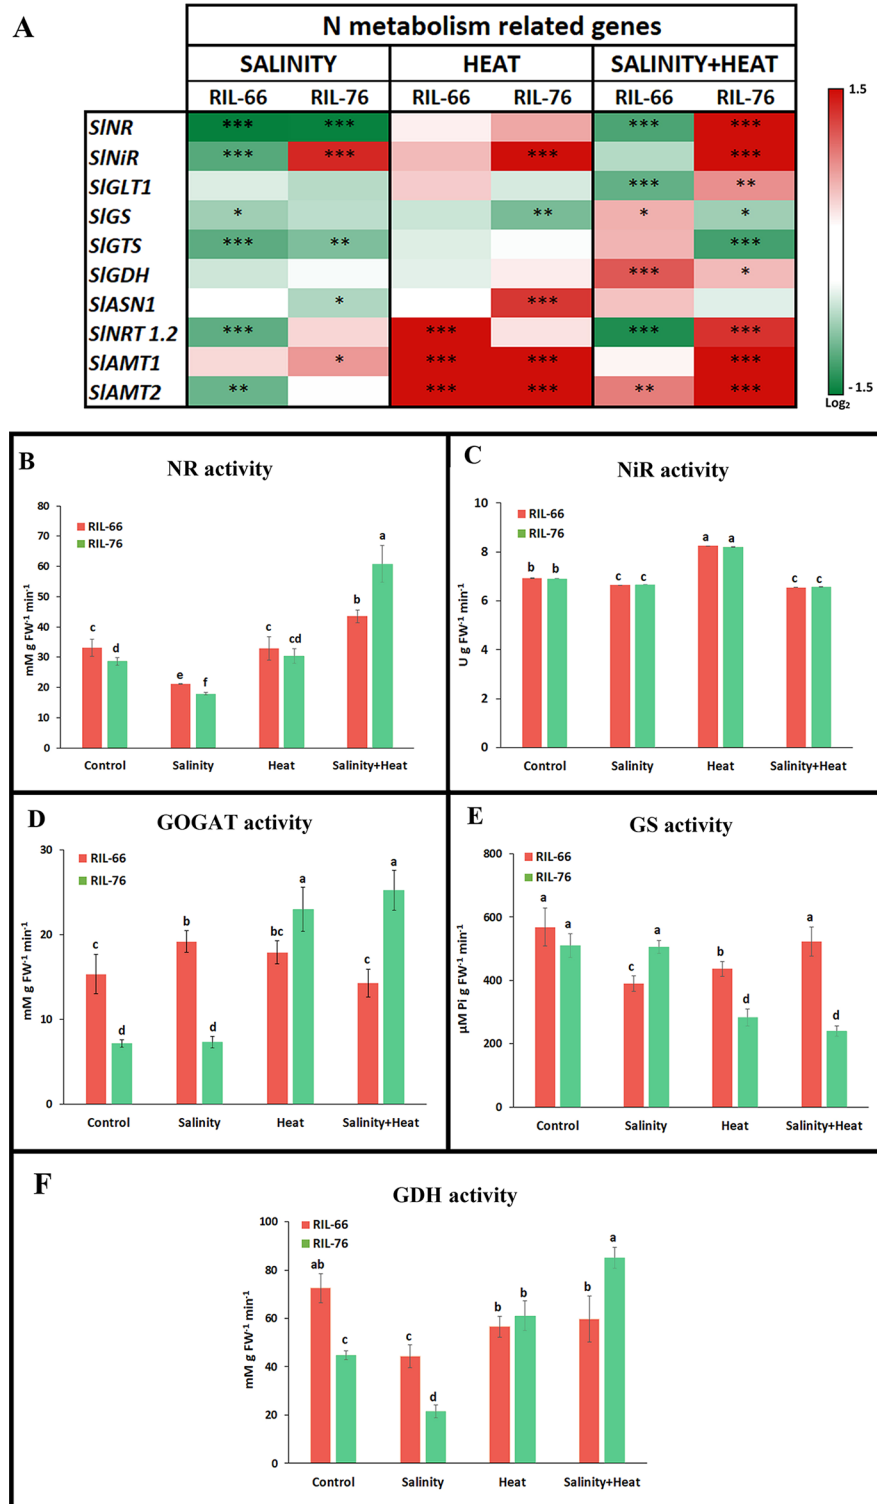 A
N metabolism related genes
SALINITY HEAT SALINITY+HEAT
RIL-66 RIL-76 RIL-66 RIL-76 RIL-66 RIL-76
SlNR *** *** *** ***
SlNiR *** *** *** ***
SlGLT1 *** **
SlGS * ** * *
SlGTS *** ** ***
SlGDH *** *
SlASN1 * ***
SlNRT 1.2 *** *** *** ***
SlAMT1 * *** *** ***
SlAMT2 ** *** *** ** ***
1.5
- 1.5
Log₂
B
NR activity
RIL-66
RIL-76
mM g FW⁻¹ min⁻¹
80
70
60
50
40
30
20
10
0
c d e f c cd b a
Control Salinity Heat Salinity+Heat
C
NiR activity
RIL-66
RIL-76
U g FW⁻¹ min⁻¹
10
8
6
4
2
0
b b c c a a c c
Control Salinity Heat Salinity+Heat
D
GOGAT activity
RIL-66
RIL-76
mM g FW⁻¹ min⁻¹
30
20
10
0
c d b d bc a c a
Control Salinity Heat Salinity+Heat
E
GS activity
RIL-66
RIL-76
µM Pi g FW⁻¹ min⁻¹
800
600
400
200
0
a a c a b d a d
Control Salinity Heat Salinity+Heat
F
GDH activity
RIL-66
RIL-76
mM g FW⁻¹ min⁻¹
100
80
60
40
20
0
ab c c d b b b a
Control Salinity Heat Salinity+Heat